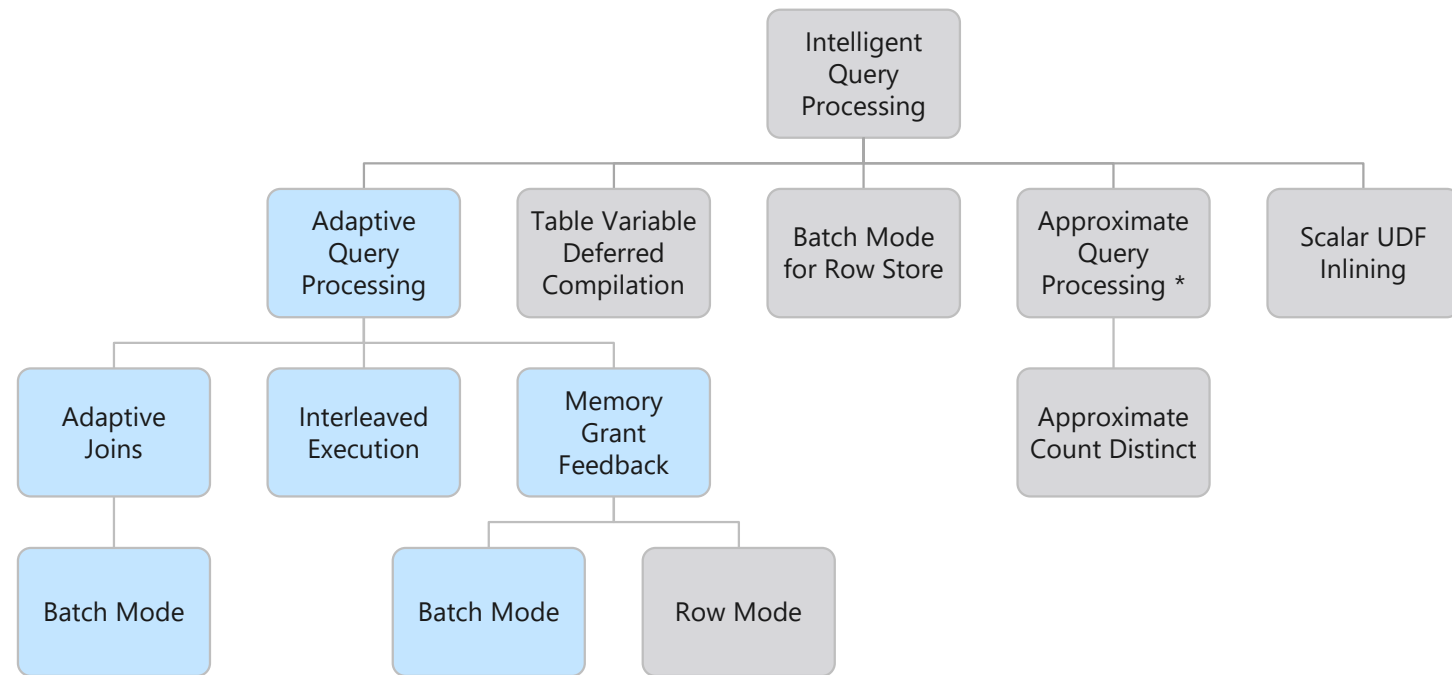 Intelligent
Query
Processing
Adaptive
Query
Processing
Table Variable
Deferred
Compilation
Batch Mode
for Row Store
Approximate
Query
Processing *
Scalar UDF
Inlining
Adaptive
Joins
Interleaved
Execution
Memory
Grant
Feedback
Approximate
Count Distinct
Batch Mode
Batch Mode
Row Mode